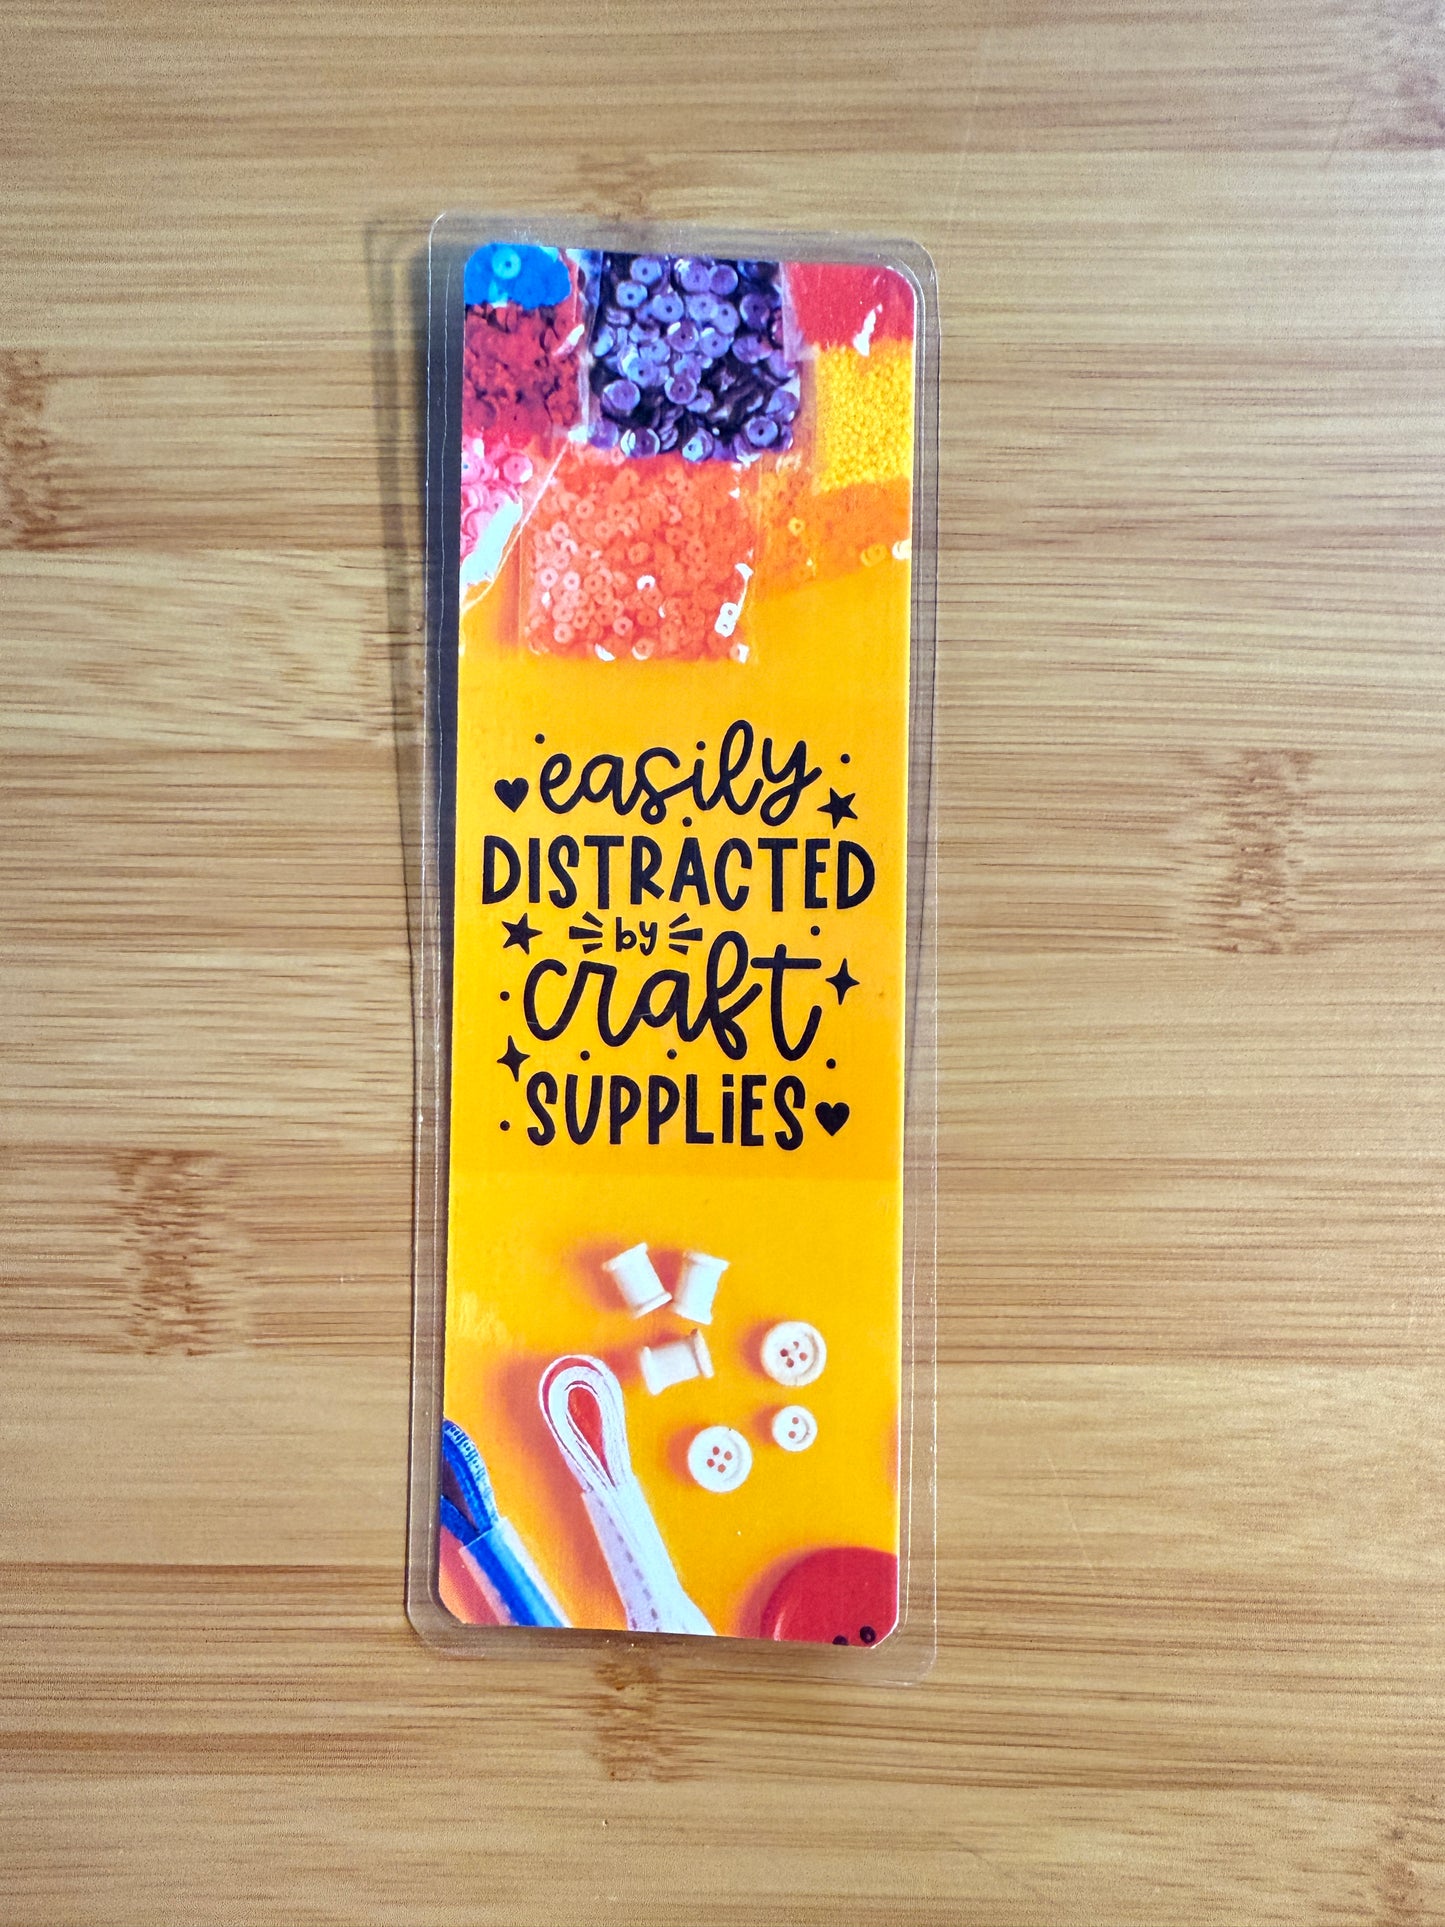 easily
DISTRACTED
by
craft
SUPPLiES